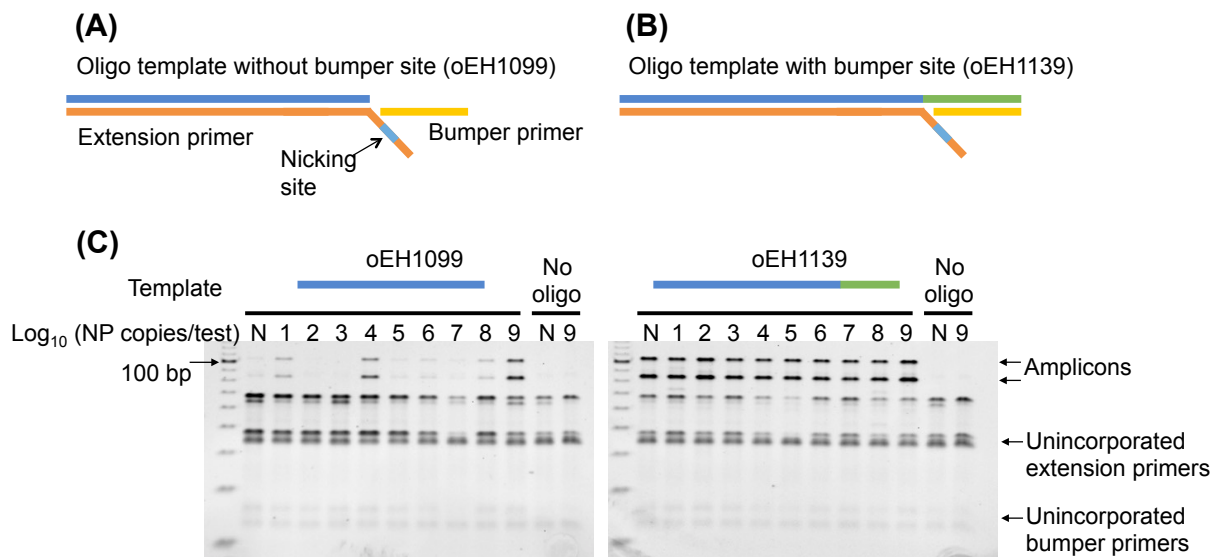 (A)
Oligo template without bumper site (oEH1099)
Extension primer
Bumper primer
Nicking
site
(B)
Oligo template with bumper site (oEH1139)
(C)
oEH1099
No
oligo
oEH1139
No
oligo
Template
Log₁₀ (NP copies/test) N 1 2 3 4 5 6 7 8 9 N 9 N 1 2 3 4 5 6 7 8 9 N 9
100 bp
Amplicons
Unincorporated
extension primers
Unincorporated
bumper primers